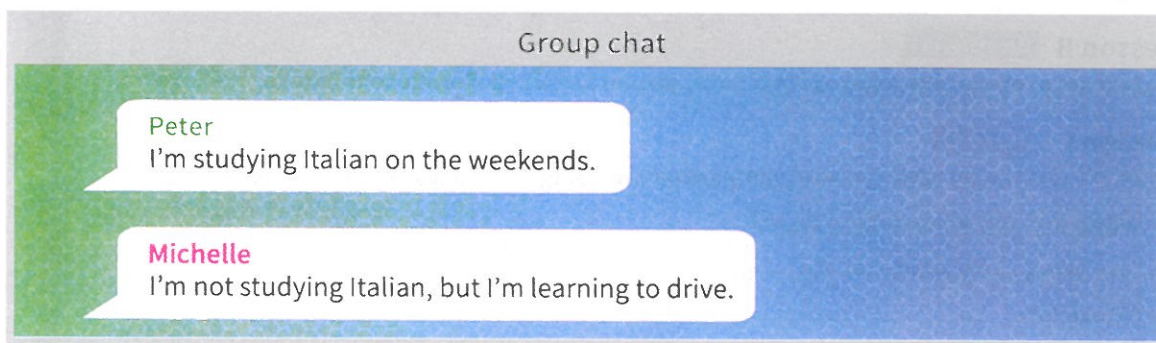 Group chat
Peter
I'm studying Italian on the weekends.
Michelle
I'm not studying Italian, but I'm learning to drive.